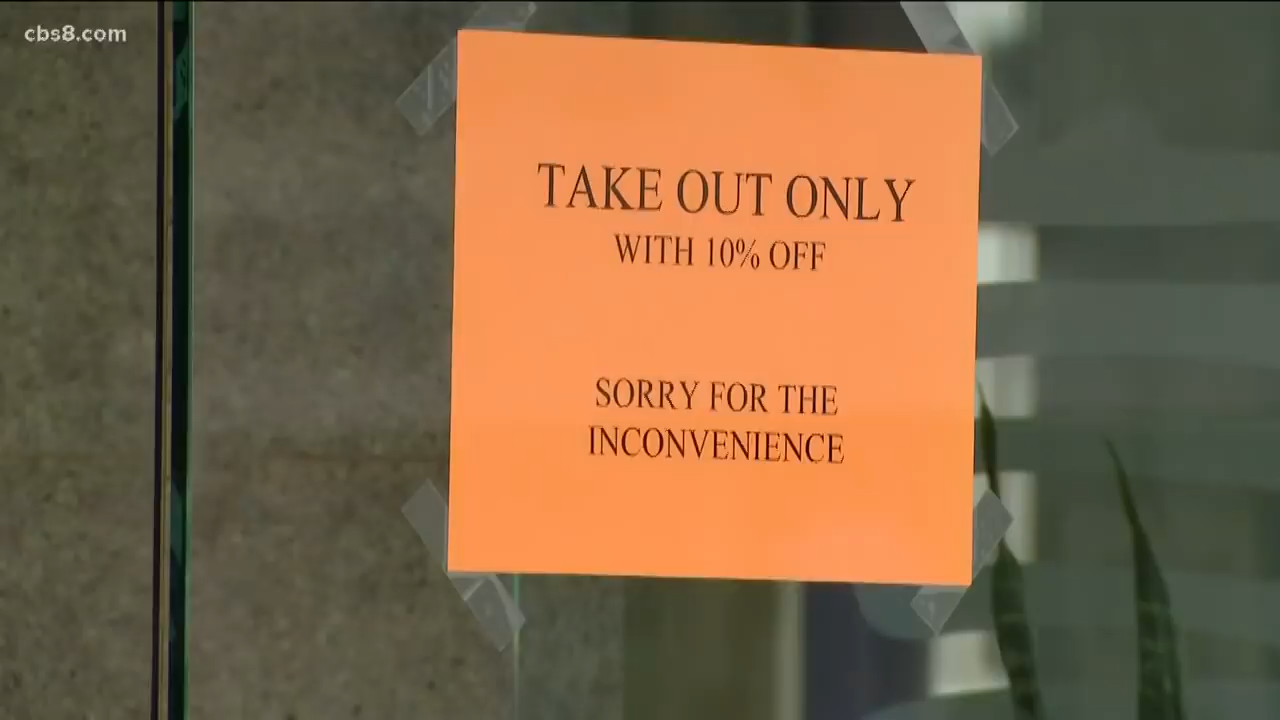 cbs8.com
TAKE OUT ONLY
WITH 10% OFF
SORRY FOR THE
INCONVENIENCE